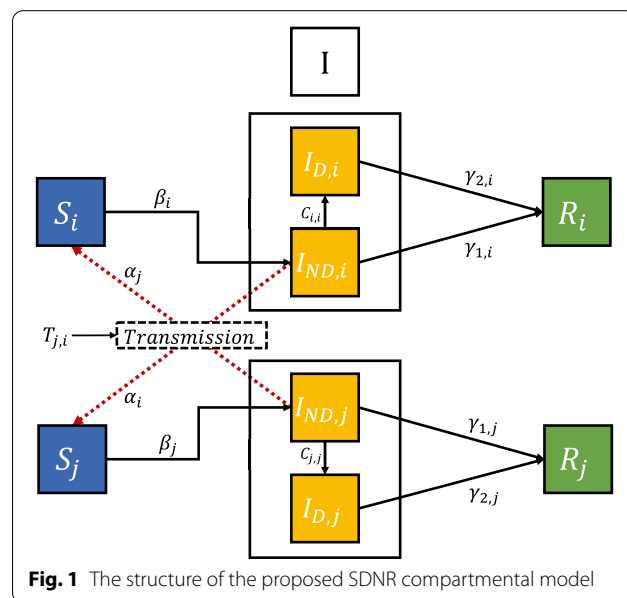 I
I_{D,i}
γ_{2,i}
β_i
S_i
C_{i,i}
R_i
I_{ND,i}
γ_{1,i}
α_j
T_{j,i}
Transmission
α_i
I_{ND,j}
γ_{1,j}
β_j
C_{j,j}
S_j
R_j
I_{D,j}
γ_{2,j}
Fig. 1 The structure of the proposed SDNR compartmental model